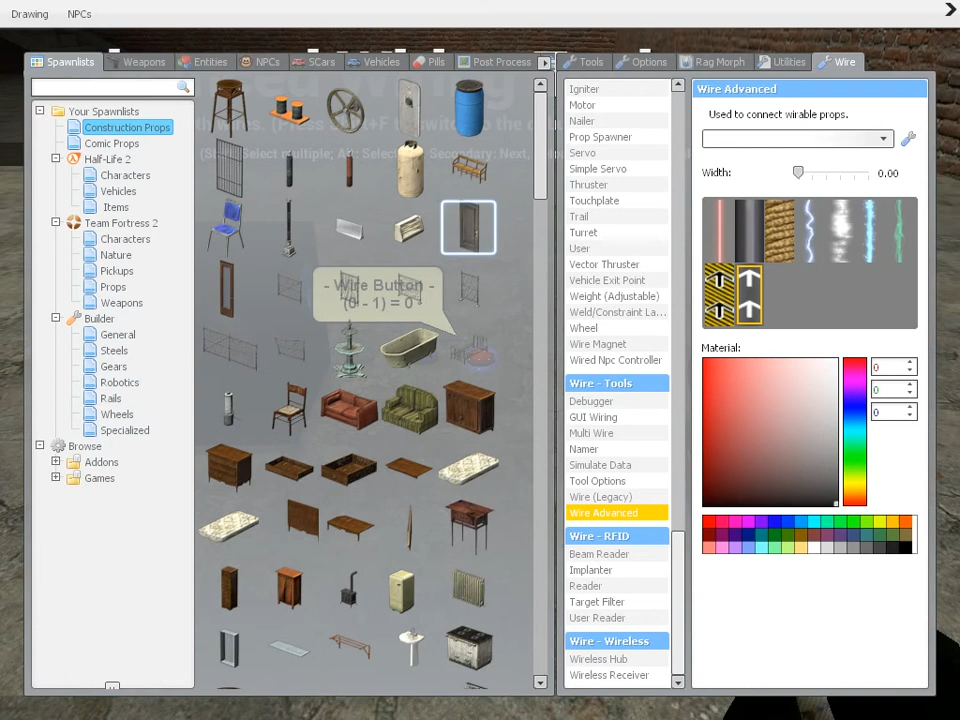 Drawing NPCs
Spawnlists Weapons Entities NPCs SCars Vehicles Pills Post Process
Tools Options Rag Morph Utilities Wire
Your Spawnlists
Construction Props
Comic Props
Half-Life 2
Characters
Vehicles
Items
Team Fortress 2
Characters
Nature
Pickups
Props
Weapons
Builder
General
Steels
Gears
Robotics
Rails
Wheels
Specialized
Browse
Addons
Games
- Wire Button -
(0 - 1) = 0
Igniter
Motor
Nailer
Prop Spawner
Servo
Simple Servo
Thruster
Touchplate
Trail
Turret
User
Vector Thruster
Vehicle Exit Point
Weight (Adjustable)
Weld/Constraint La...
Wheel
Wire Magnet
Wired Npc Controller
Wire - Tools
Debugger
GUI Wiring
Multi Wire
Namer
Simulate Data
Tool Options
Wire (Legacy)
Wire Advanced
Wire - RFID
Beam Reader
Implanter
Reader
Target Filter
User Reader
Wire - Wireless
Wireless Hub
Wireless Receiver
Wire Advanced
Used to connect wirable props.
Width: 0.00
Material:
0
0
0